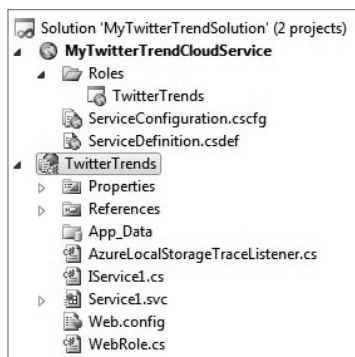 Solution 'MyTwitterTrendSolution' (2 projects)
MyTwitterTrendCloudService
Roles
TwitterTrends
ServiceConfiguration.cscfg
ServiceDefinition.csdef
TwitterTrends
Properties
References
App_Data
AzureLocalStorageTraceListener.cs
IService1.cs
Service1.svc
Web.config
WebRole.cs